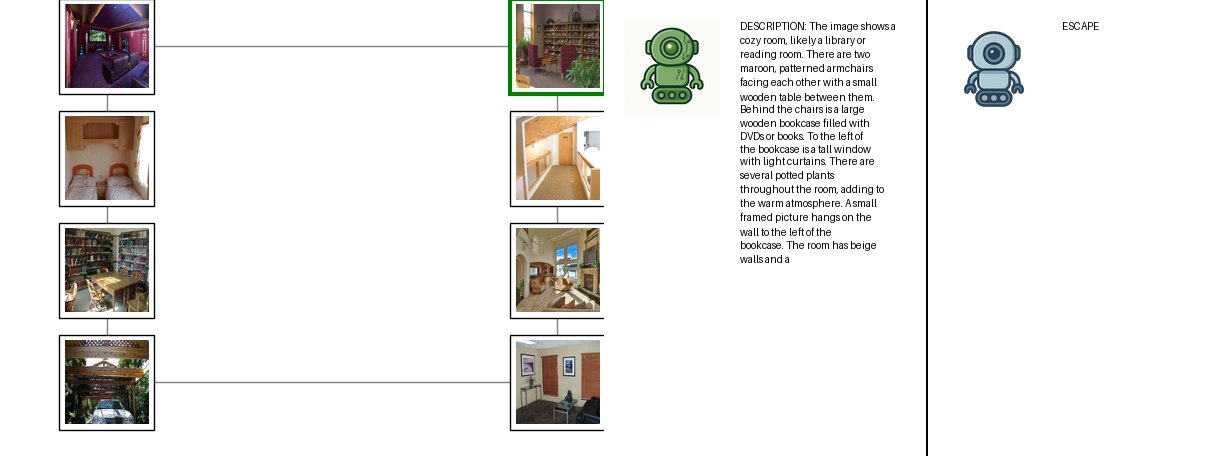 DESCRIPTION: The image shows a
cozy room, likely a library or
reading room. There are two
maroon, patterned armchairs
facing each other with a small
wooden table between them.
Behind the chairs is a large
wooden bookcase filled with
DVDs or books. To the left of
the bookcase is a tall window
with light curtains. There are
several potted plants
throughout the room, adding to
the warm atmosphere. A small
framed picture hangs on the
wall to the left of the
bookcase. The room has beige
walls and a
ESCAPE